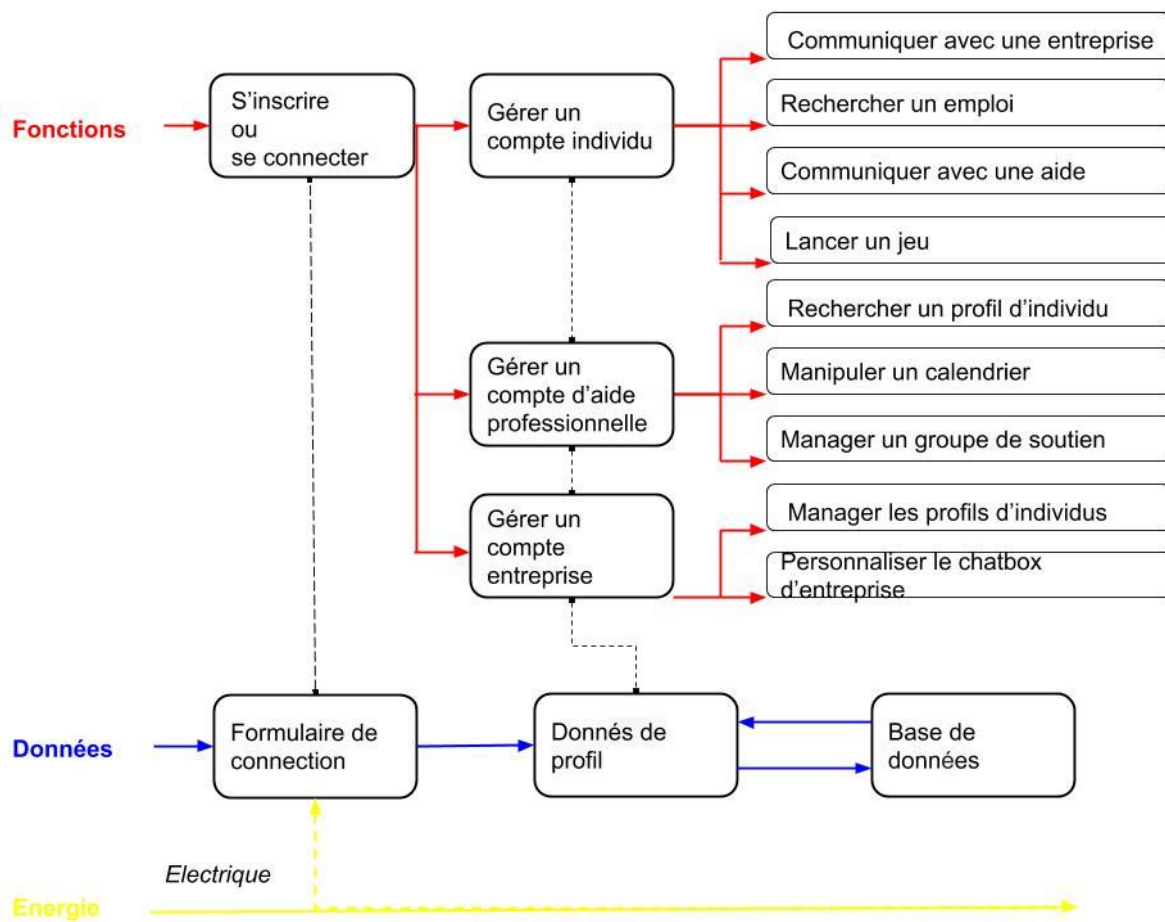 Communiquer avec une entreprise
Fonctions
S'inscrire
ou
se connecter
Gérer un
compte individu
Rechercher un emploi
Communiquer avec une aide
Lancer un jeu
Rechercher un profil d'individu
Gérer un
compte d'aide
professionnelle
Manipuler un calendrier
Manager un groupe de soutien
Gérer un
compte
entreprise
Manager les profils d'individus
Personnaliser le chatbox
d'entreprise
Données
Formulaire de
connection
Donnés de
profil
Base de
données
Electrique
Energie